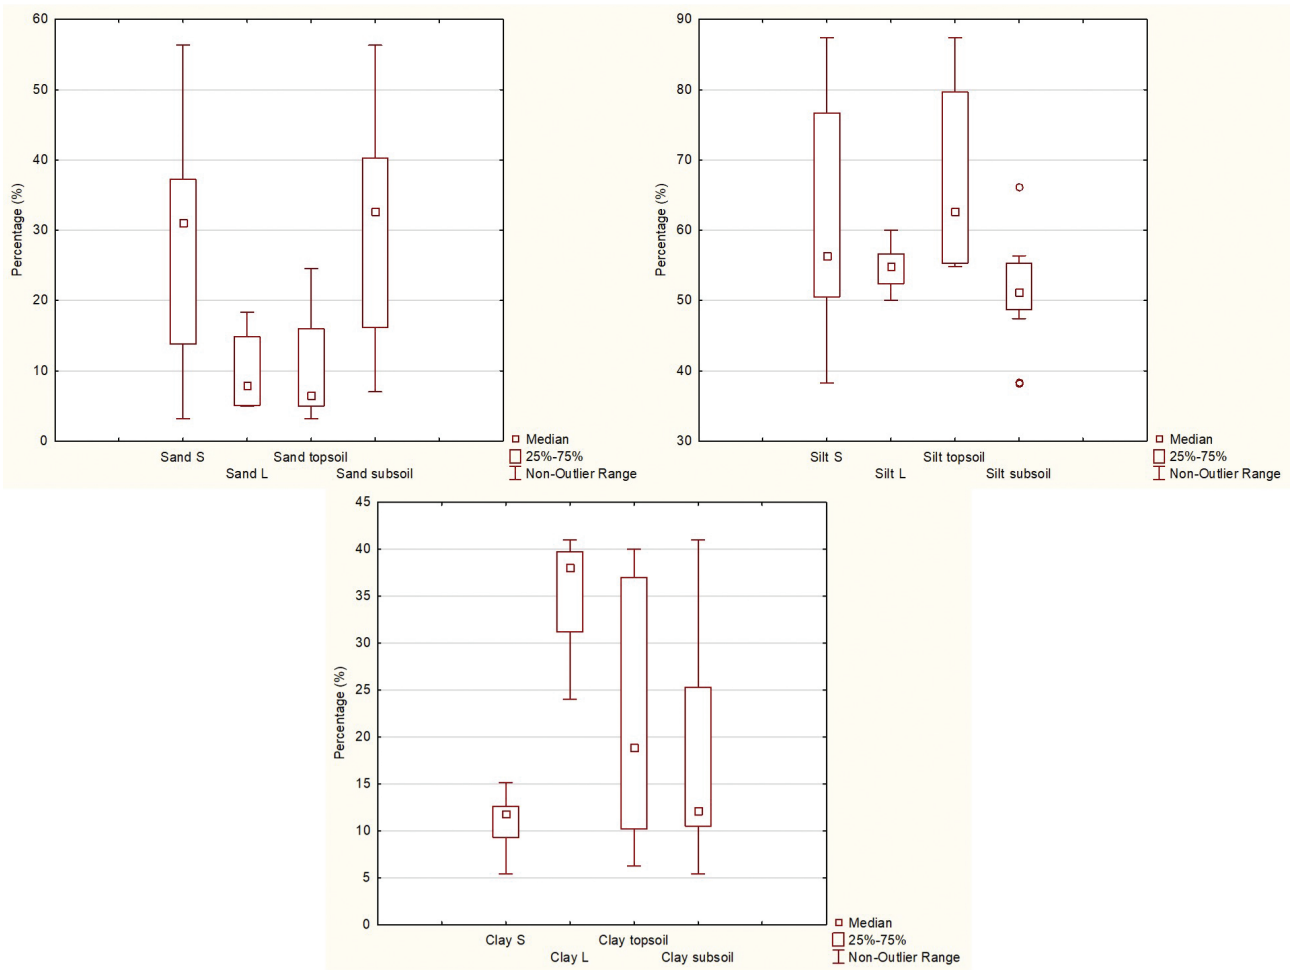 60
50
40
30
20
10
0
Percentage (%)
Sand S
Sand topsoil
Sand L
Sand subsoil
Median
25%-75%
Non-Outlier Range
90
80
70
60
50
40
30
Percentage (%)
Silt S
Silt topsoil
Silt L
Silt subsoil
Median
25%-75%
Non-Outlier Range
45
40
35
30
25
20
15
10
5
0
Percentage (%)
Clay S
Clay topsoil
Clay L
Clay subsoil
Median
25%-75%
Non-Outlier Range